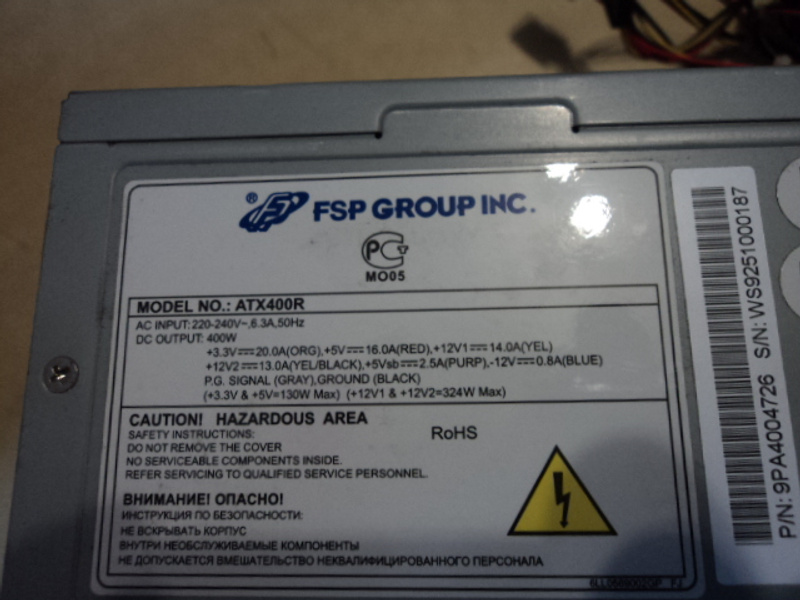 ® FSP GROUP INC.
PCT
MO05
MODEL NO.: ATX400R
AC INPUT:220-240V~,6.3A,50Hz
DC OUTPUT: 400W
+3.3V⎓20.0A(ORG),+5V⎓16.0A(RED),+12V1⎓14.0A(YEL)
+12V2⎓13.0A(YEL/BLACK),+5Vsb⎓2.5A(PURP),-12V⎓0.8A(BLUE)
P.G. SIGNAL (GRAY),GROUND (BLACK)
(+3.3V & +5V=130W Max) (+12V1 & +12V2=324W Max)
CAUTION! HAZARDOUS AREA
RoHS
SAFETY INSTRUCTIONS:
DO NOT REMOVE THE COVER
NO SERVICEABLE COMPONENTS INSIDE.
REFER SERVICING TO QUALIFIED SERVICE PERSONNEL.
ВНИМАНИЕ! ОПАСНО!
ИНСТРУКЦИЯ ПО БЕЗОПАСНОСТИ:
НЕ ВСКРЫВАТЬ КОРПУС
ВНУТРИ НЕОБСЛУЖИВАЕМЫЕ КОМПОНЕНТЫ
НЕ ДОПУСКАЕТСЯ ВМЕШАТЕЛЬСТВО НЕКВАЛИФИЦИРОВАННОГО ПЕРСОНАЛА
P/N: 9PA4004726 S/N: WS9251000187